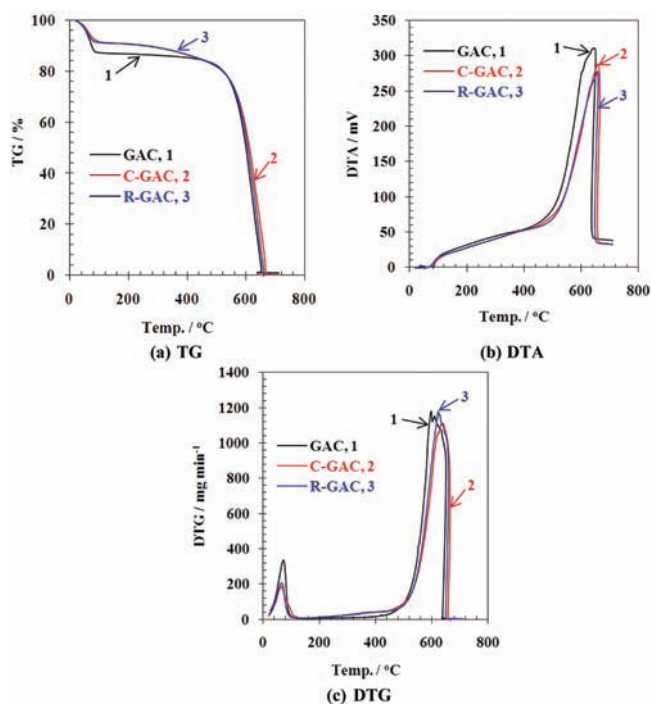 100
80
60
40
20
0
TG / %
3
1
GAC, 1
C-GAC, 2
R-GAC, 3
2
0 200 400 600 800
Temp. / °C
(a) TG
350
300
250
200
150
100
50
0
DTA / mV
GAC, 1
C-GAC, 2
R-GAC, 3
1
2
3
0 200 400 600 800
Temp. / °C
(b) DTA
1400
1200
1000
800
600
400
200
0
DTG / mg min⁻¹
GAC, 1
C-GAC, 2
R-GAC, 3
1
3
2
0 200 400 600 800
Temp. / °C
(c) DTG